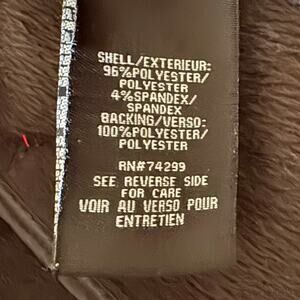 SHELL/EXTERIEUR:
96%POLYESTER/
POLYESTER
4%SPANDEX/
SPANDEX
BACKING/VERSO:
100%POLYESTER/
POLYESTER
RN#74299
SEE REVERSE SIDE
FOR CARE
VOIR AU VERSO POUR
ENTRETIEN